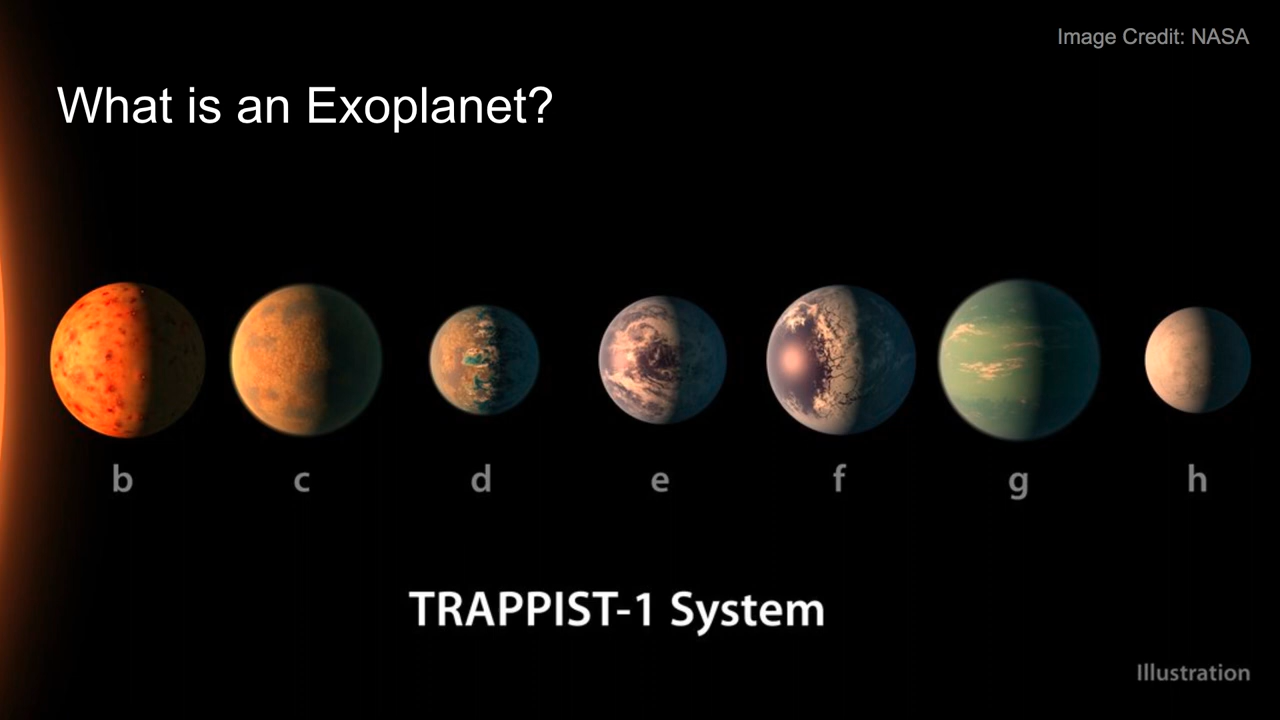 Image Credit: NASA
What is an Exoplanet?
b c d e f g h
TRAPPIST-1 System
Illustration